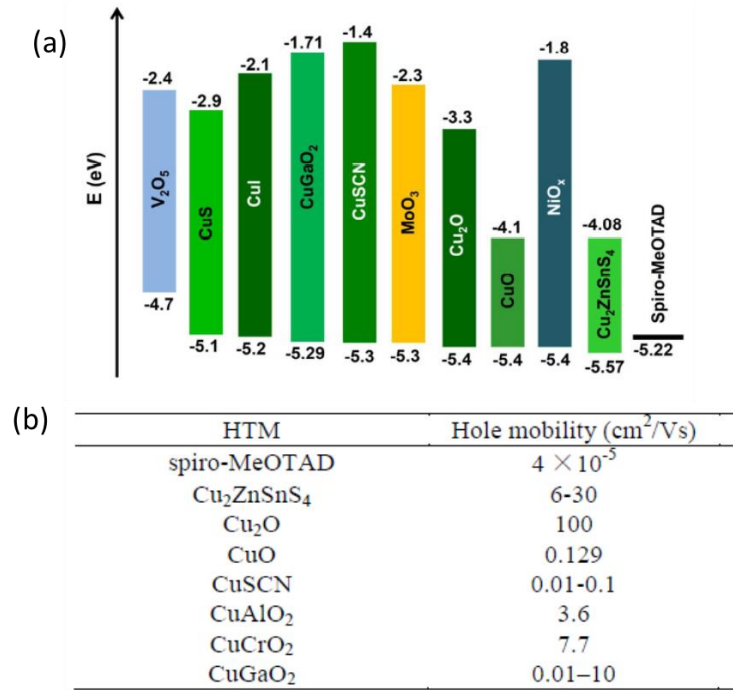 (a)
E (eV)
-2.4
V₂O₅
-4.7
-2.9
CuS
-5.1
-2.1
CuI
-5.2
-1.71
CuGaO₂
-5.29
-1.4
CuSCN
-5.3
-2.3
MoO₃
-5.3
-3.3
Cu₂O
-5.4
-4.1
CuO
-5.4
-1.8
NiOₓ
-5.4
-4.08
Cu₂ZnSnS₄
-5.57
Spiro-MeOTAD
-5.22
(b)
HTM Hole mobility (cm²/Vs)
spiro-MeOTAD 4 ×10⁻⁵
Cu₂ZnSnS₄ 6-30
Cu₂O 100
CuO 0.129
CuSCN 0.01-0.1
CuAlO₂ 3.6
CuCrO₂ 7.7
CuGaO₂ 0.01–10